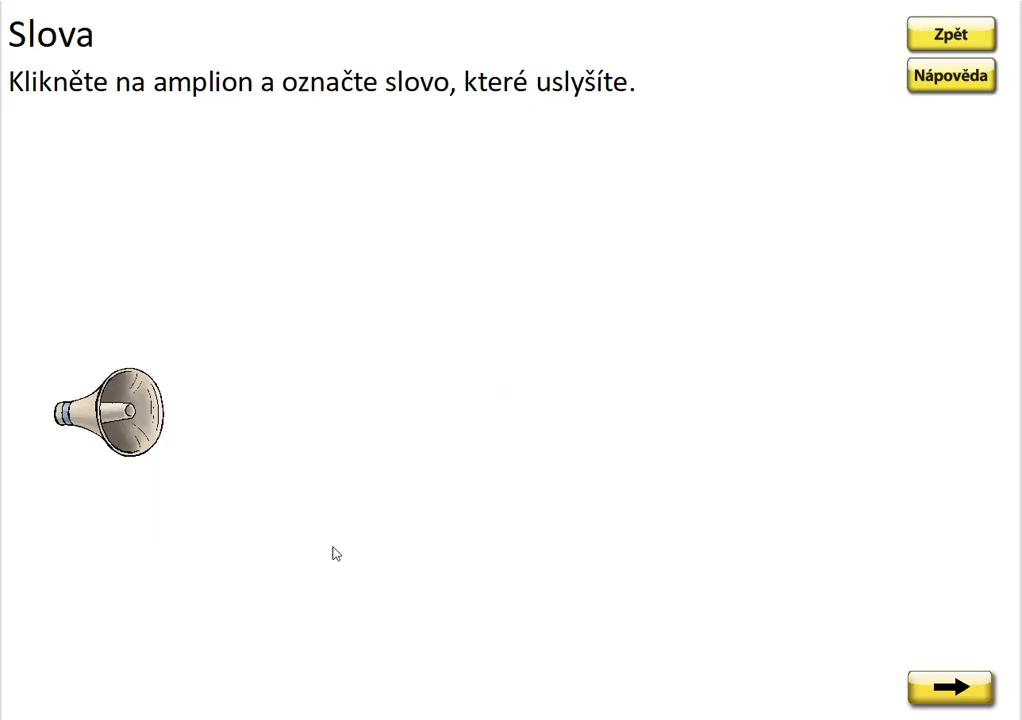 Slova
Zpět
Klikněte na amplion a označte slovo, které uslyšíte.
Nápověda